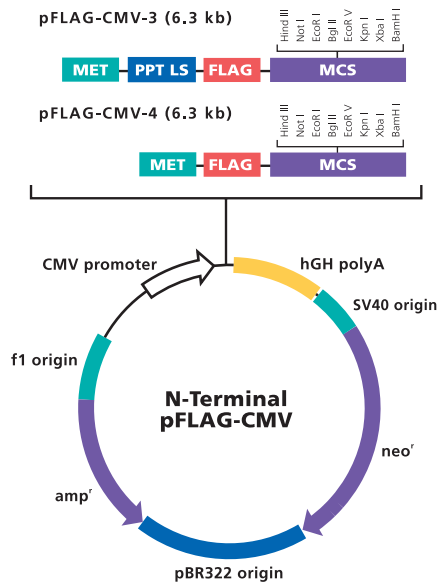 pFLAG-CMV-3 (6.3 kb)
Hind III
Not I
EcoR I
Bgl II
EcoR V
Kpn I
Xba I
BamH I
MET
PPT LS
FLAG
MCS
pFLAG-CMV-4 (6.3 kb)
Hind III
Not I
EcoR I
Bgl II
EcoR V
Kpn I
Xba I
BamH I
MET
FLAG
MCS
CMV promoter
hGH polyA
SV40 origin
f1 origin
N-Terminal
pFLAG-CMV
neoʳ
ampʳ
pBR322 origin